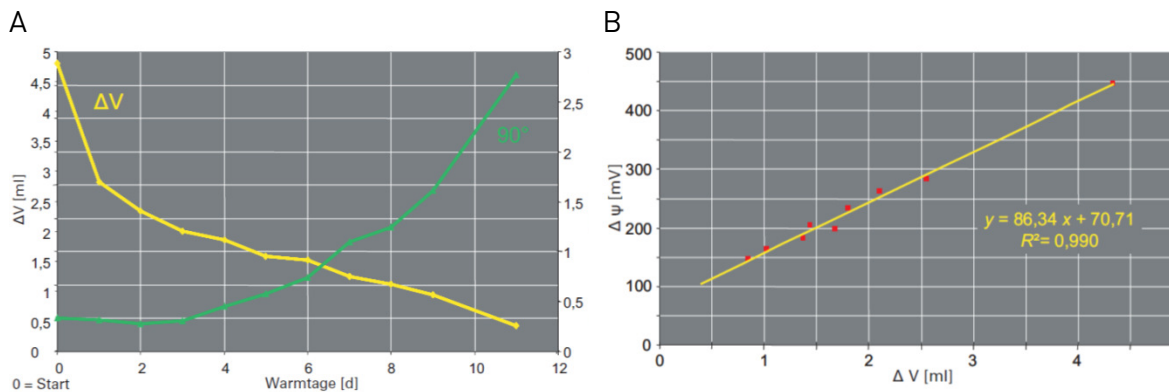 A
5
4,5
4
3,5
3
2,5
2
1,5
1
0,5
0
ΔV [ml]
ΔV
90°
3
2,5
2
1,5
1
0,5
0
0 2 4 6 8 10 12
0 = Start
Warmtage [d]
B
500
400
300
200
100
0
Δ ψ [mV]
y = 86,34 x + 70,71
R²= 0,990
0 1 2 3 4
Δ V [ml]